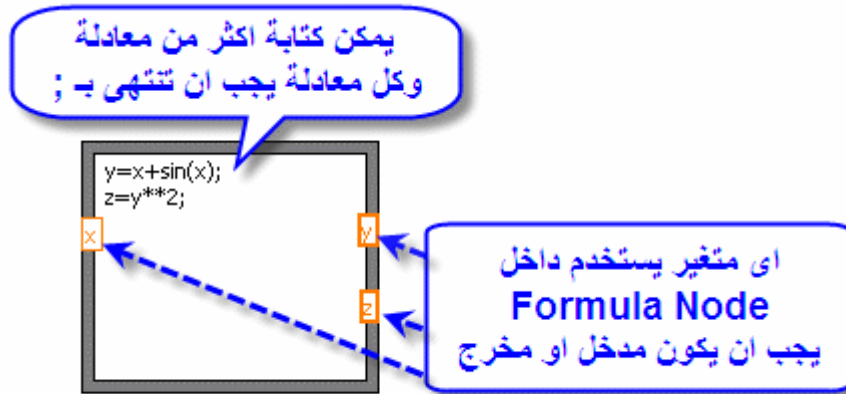 يمكن كتابة اكثر من معادلة
وكل معادلة يجب ان تنتهى بـ ;
y=x+sin(x);
z=y**2;
x
y
z
اى متغير يستخدم داخل
Formula Node
يجب ان يكون مدخل او مخرج